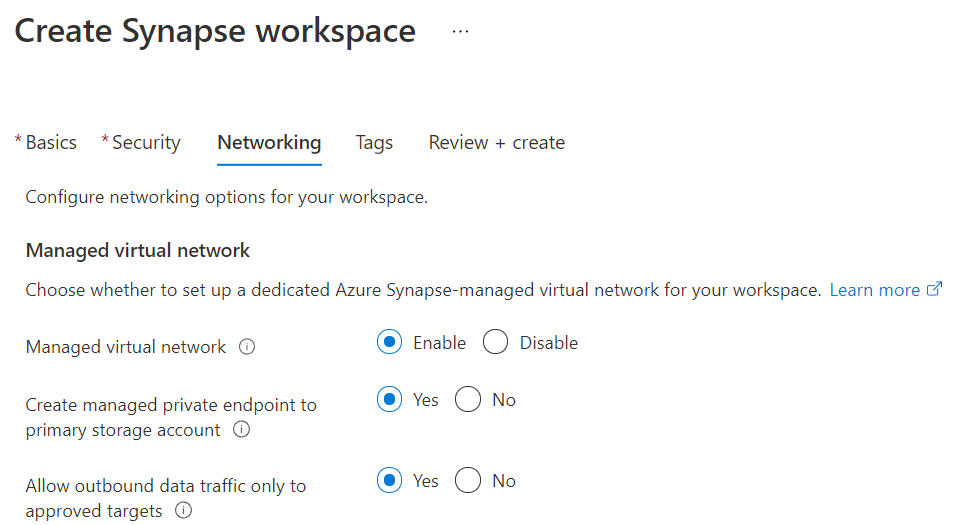 Create Synapse workspace ...
* Basics * Security Networking Tags Review + create
Configure networking options for your workspace.
Managed virtual network
Choose whether to set up a dedicated Azure Synapse-managed virtual network for your workspace. Learn more
Managed virtual network Enable Disable
Create managed private endpoint to
primary storage account
Yes No
Allow outbound data traffic only to
approved targets
Yes No